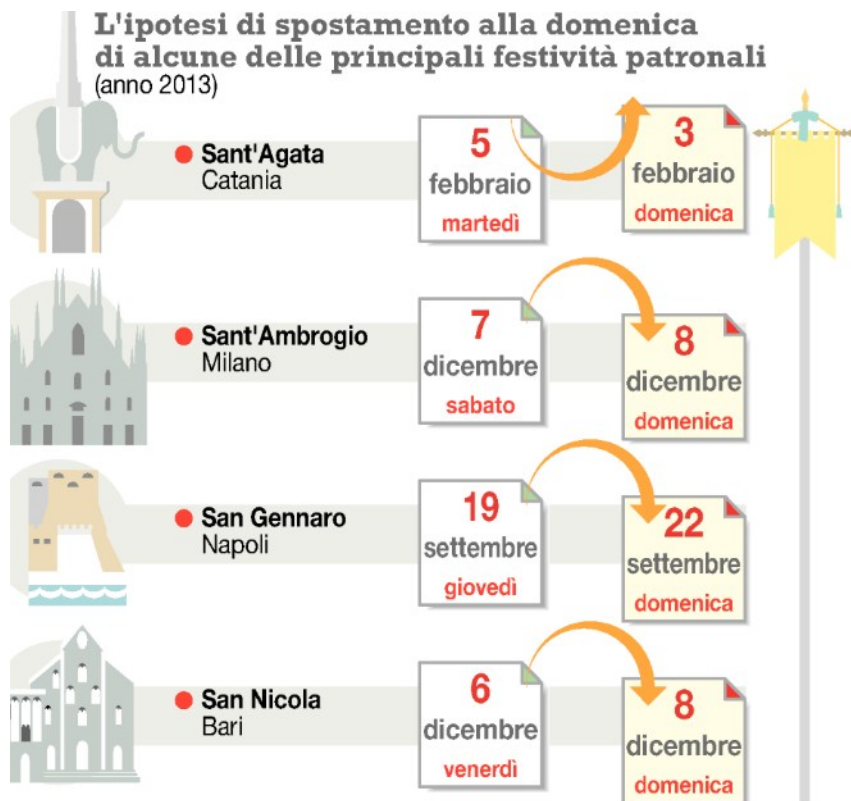 L'ipotesi di spostamento alla domenica
di alcune delle principali festività patronali
(anno 2013)
Sant'Agata
Catania
5
febbraio
martedì
3
febbraio
domenica
Sant'Ambrogio
Milano
7
dicembre
sabato
8
dicembre
domenica
San Gennaro
Napoli
19
settembre
giovedì
22
settembre
domenica
San Nicola
Bari
6
dicembre
venerdì
8
dicembre
domenica